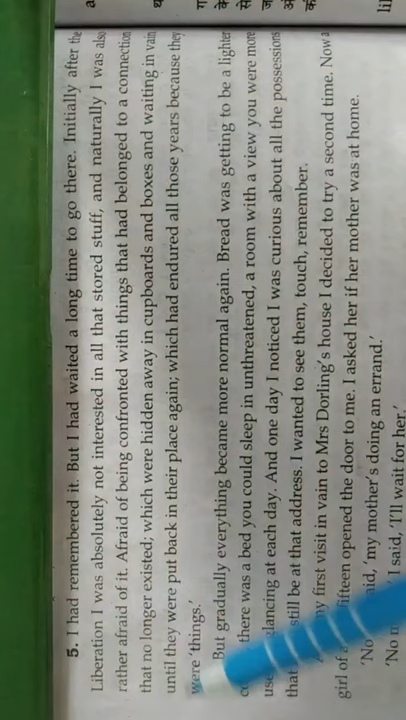 5. I had remembered it. But I had waited a long time to go there. Initially after the
Liberation I was absolutely not interested in all that stored stuff, and naturally I was also
rather afraid of it. Afraid of being confronted with things that had belonged to a connection
that no longer existed; which were hidden away in cupboards and boxes and waiting in vain
until they were put back in their place again; which had endured all those years because they
were 'things.'
But gradually everything became more normal again. Bread was getting to be a lighter
there was a bed you could sleep in unthreatened, a room with a view you were more
glancing at each day. And one day I noticed I was curious about all the possessions
that still be at that address. I wanted to see them, touch, remember.
my first visit in vain to Mrs Dorling's house I decided to try a second time. Now a
girl of fifteen opened the door to me. I asked her if her mother was at home.
'No' said, 'my mother's doing an errand.'
'No I said, 'I'll wait for her.'